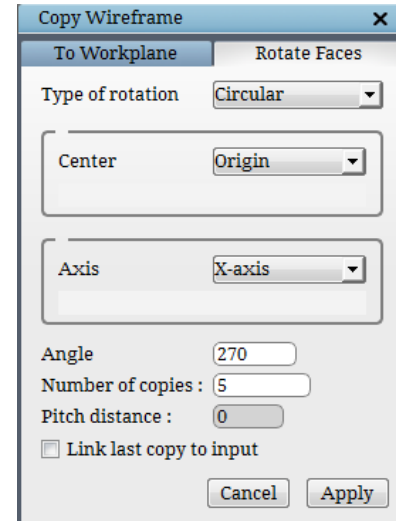 Copy Wireframe
To Workplane Rotate Faces
Type of rotation Circular
Center Origin
Axis X-axis
Angle 270
Number of copies : 5
Pitch distance : 0
Link last copy to input
Cancel Apply